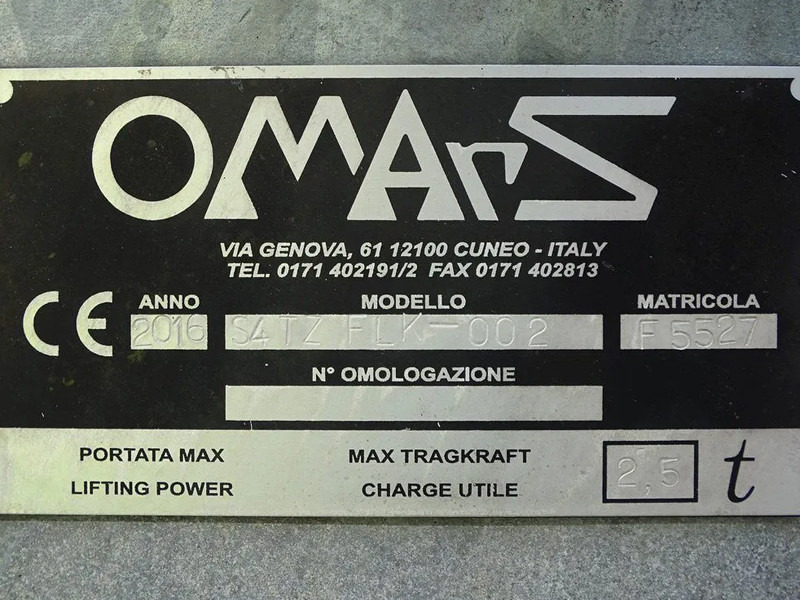 OMArS
VIA GENOVA, 61 12100 CUNEO - ITALY
TEL. 0171 402191/2 FAX 0171 402813
CE ANNO MODELLO MATRICOLA
2016 S4TZ FLK-002 F5527
N° OMOLOGAZIONE
PORTATA MAX MAX TRAGKRAFT 2,5 t
LIFTING POWER CHARGE UTILE